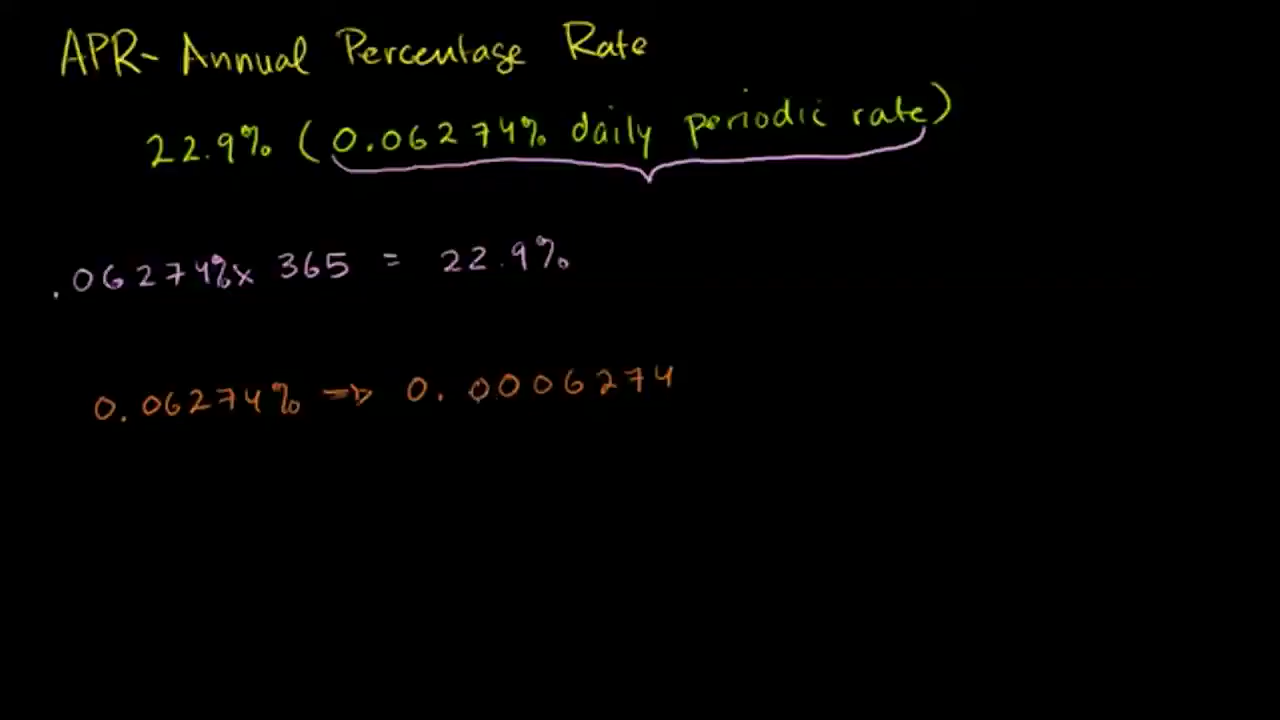 APR- Annual Percentage Rate
22.9% (0.06274% daily periodic rate)
.06274% x 365 = 22.9%
0.06274% → 0.0006274